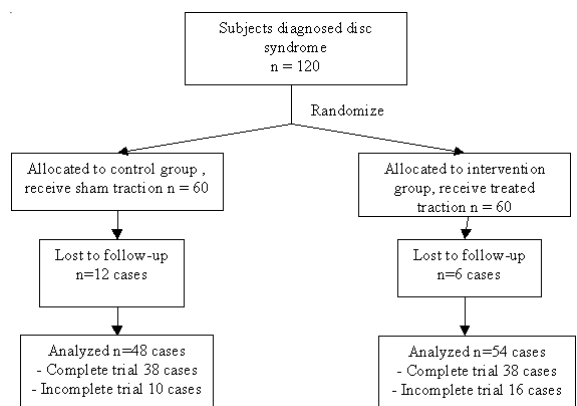 Subjects diagnosed disc
syndrome
n = 120
Randomize
Allocated to control group ,
receive sham traction n = 60
Allocated to intervention
group, receive treated
traction n = 60
Lost to follow-up
n=12 cases
Lost to follow-up
n=6 cases
Analyzed n=48 cases
- Complete trial 38 cases
- Incomplete trial 10 cases
Analyzed n=54 cases
- Complete trial 38 cases
- Incomplete trial 16 cases